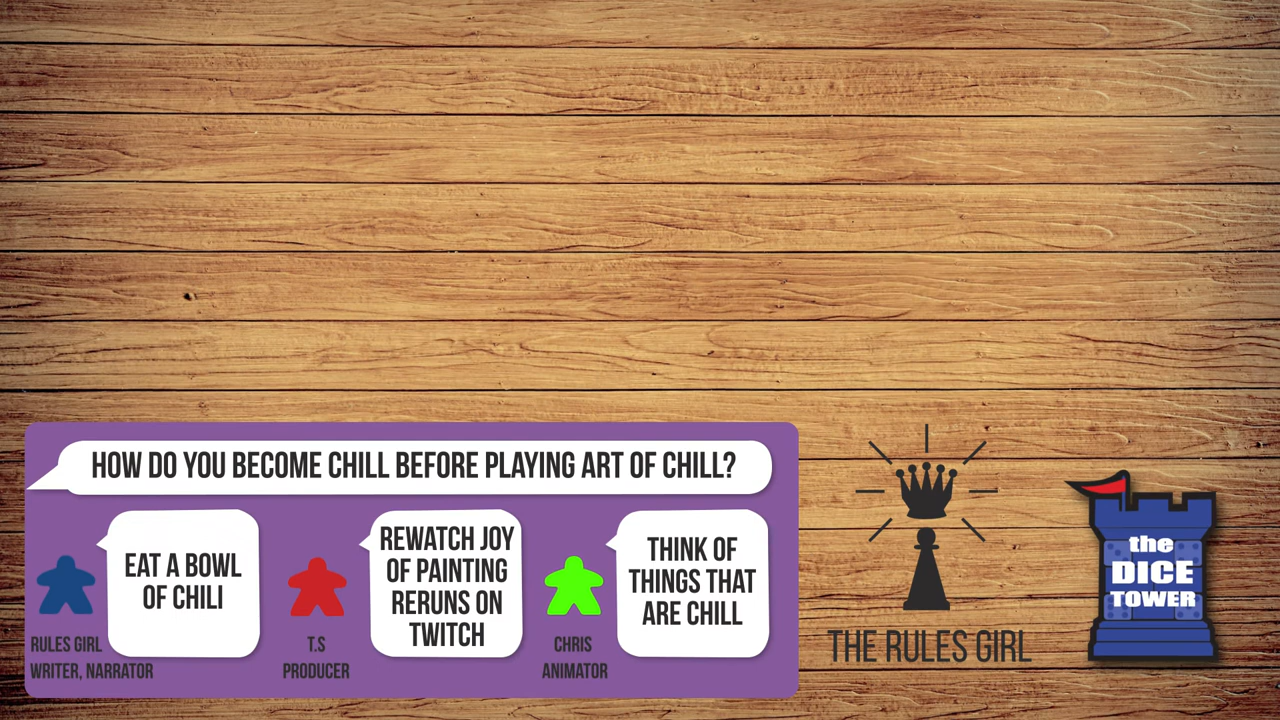 HOW DO YOU BECOME CHILL BEFORE PLAYING ART OF CHILL?
EAT A BOWL
OF CHILI
RULES GIRL
WRITER, NARRATOR
REWATCH JOY
OF PAINTING
RERUNS ON
TWITCH
T.S
PRODUCER
THINK OF
THINGS THAT
ARE CHILL
CHRIS
ANIMATOR
THE RULES GIRL
the
DICE
TOWER